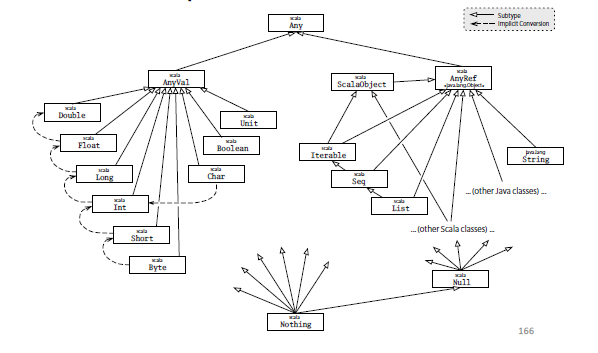 scala
Any
Subtype
Implicit Conversion
scala
AnyVal
scala
ScalaObject
scala
AnyRef
«java.lang.Object»
scala
Double
scala
Unit
scala
Float
scala
Boolean
scala
Iterable
java.lang
String
scala
Long
scala
Char
scala
Seq
... (other Java classes) ...
scala
Int
scala
List
scala
Short
... (other Scala classes) ...
scala
Byte
scala
Null
scala
Nothing
166